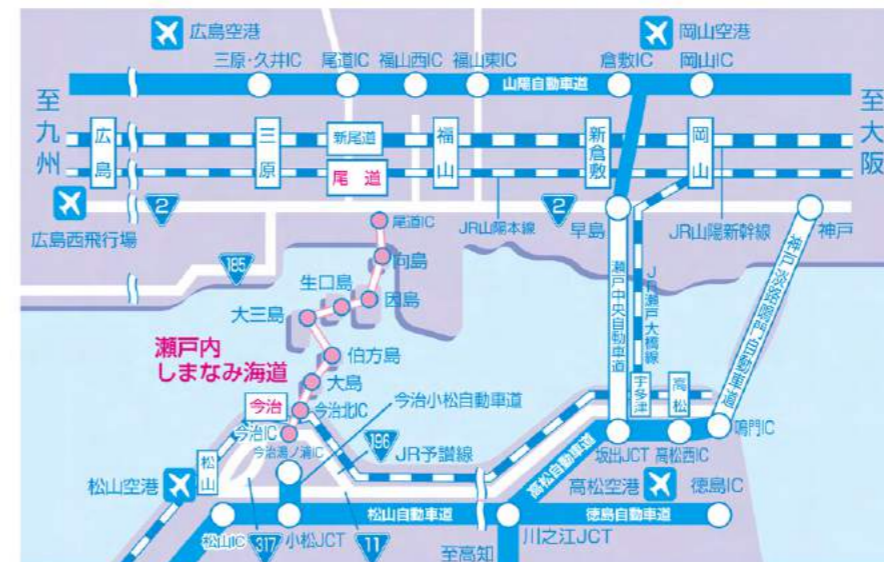 広島空港
岡山空港
三原・久井IC
尾道IC
福山西IC
福山東IC
倉敷IC
岡山IC
山陽自動車道
至九州
至大阪
広島
三原
新尾道
尾道
福山
新倉敷
岡山
広島西飛行場
2
尾道IC
JR山陽本線
2
早島
JR山陽新幹線
神戸
185
向島
生口島
因島
大三島
瀬戸内
しまなみ海道
伯方島
大島
瀬戸中央自動車道
JR瀬戸大橋線
神戸淡路鳴門自動車道
今治
今治北IC
今治小松自動車道
宇多津
高松
今治IC
今治湯ノ浦IC
196
JR予讃線
高松自動車道
坂出JCT
高松西IC
鳴門IC
松山空港
松山
高松空港
徳島IC
松山自動車道
徳島自動車道
松山IC
317
小松JCT
11
至高知
川之江JCT